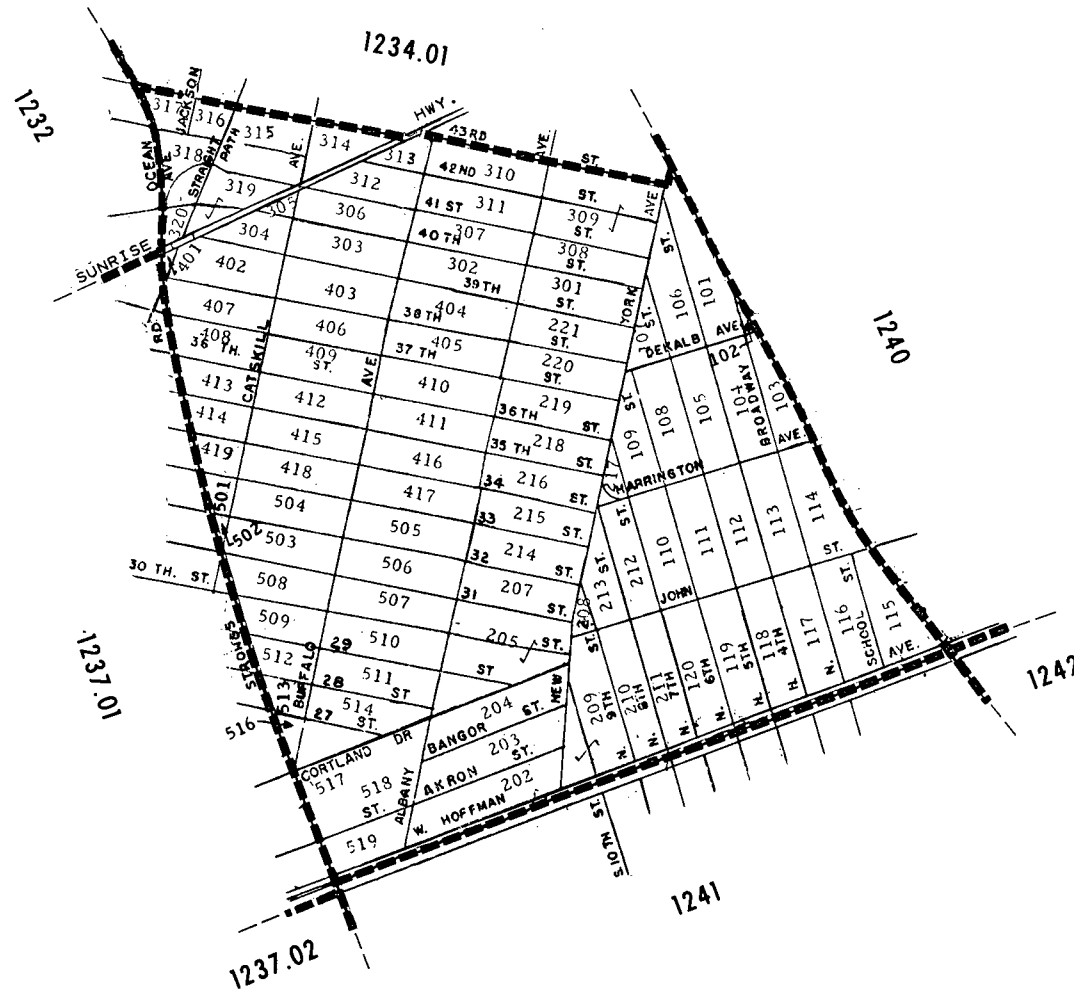 1234.01
1232
JACKSON
HWY.
317
316
315
43RD
AVE.
ST.
OCEAN AVE.
318
STRAIGHT PATH
AVE.
314
313
42ND
310
ST.
AVE
319
312
41 ST
311
309
ST.
320
305
306
40 TH
307
308
ST.
ST.
SUNRISE
401
304
303
302
301
39TH
ST.
YORK
106
101
402
403
404
221
38TH
ST.
ST.
DEKALB AVE.
102
1240
RD
407
406
405
220
408
36 TH.
409
ST.
37 TH
ST.
CATSKILL
AVE.
413
412
410
219
36TH
ST.
109
ST
108
105
104
BROADWAY
103
AVE.
414
415
411
218
35 TH
ST.
HARRINGTON
419
418
416
216
34
ST.
501
504
417
215
33
ST.
ST.
110
111
112
113
114
502
503
505
214
32
ST.
213
ST.
212
JOHN
ST.
30 TH. ST.
508
506
207
31
ST.
208
509
507
205
ST.
ST.
STRONGS
512
29
510
ST
BUFFALO
513
28
511
ST
516
27
514
ST.
1237.01
204
BANGOR ST.
NEW
209
9TH
210
8TH
211
7TH
120
6TH
119
5TH
118
4TH
117
116
SCHOOL ST.
115
AVE.
N.
N.
N.
N.
N.
N.
CORTLAND DR
517
518
ST.
ALBANY
AKRON ST.
203
202
W. HOFFMAN
519
S.10TH ST.
1242
1241
1237.02